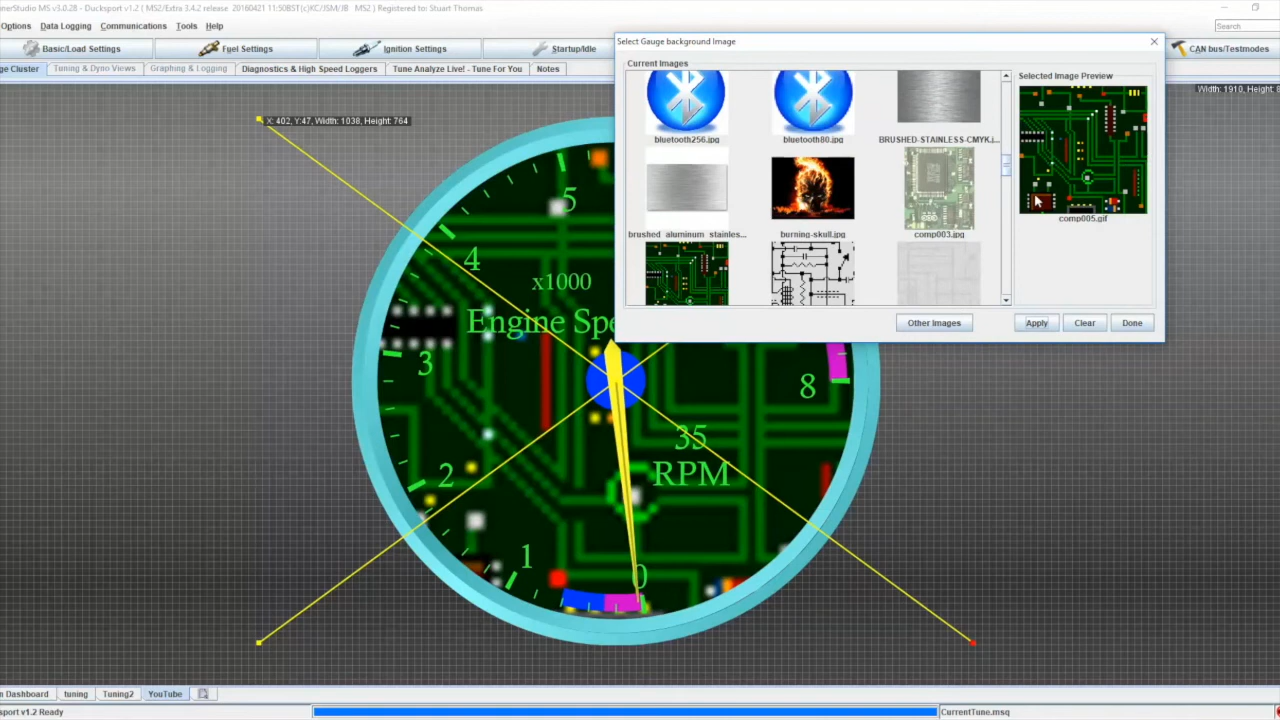 nerStudio MS v3.0.28 - Ducksport v1.2 ( MS2/Extra 3.4.2 release 20160421 11:50BST(c)KC/JSM/JB MS2 ) Registered to: Stuart Thomas
Options Data Logging Communications Tools Help
Search
Basic/Load Settings Fuel Settings Ignition Settings Startup/Idle CAN bus/Testmodes
ge Cluster Tuning & Dyno Views Graphing & Logging Diagnostics & High Speed Loggers Tune Analyze Live! - Tune For You Notes
Width: 1910, Height: 8
X: 402, Y:47, Width: 1038, Height: 764
Select Gauge background Image
Current Images
Selected Image Preview
bluetooth256.jpg bluetooth80.jpg BRUSHED-STAINLESS-CMYK.j...
brushed_aluminum_stainles... burning-skull.jpg comp003.jpg
comp005.gif
Other Images Apply Clear Done
5
4
x1000
Engine Spe
3
8
35
RPM
2
1
0
n Dashboard tuning Tuning2 YouTube
sport v1.2 Ready
CurrentTune.msq